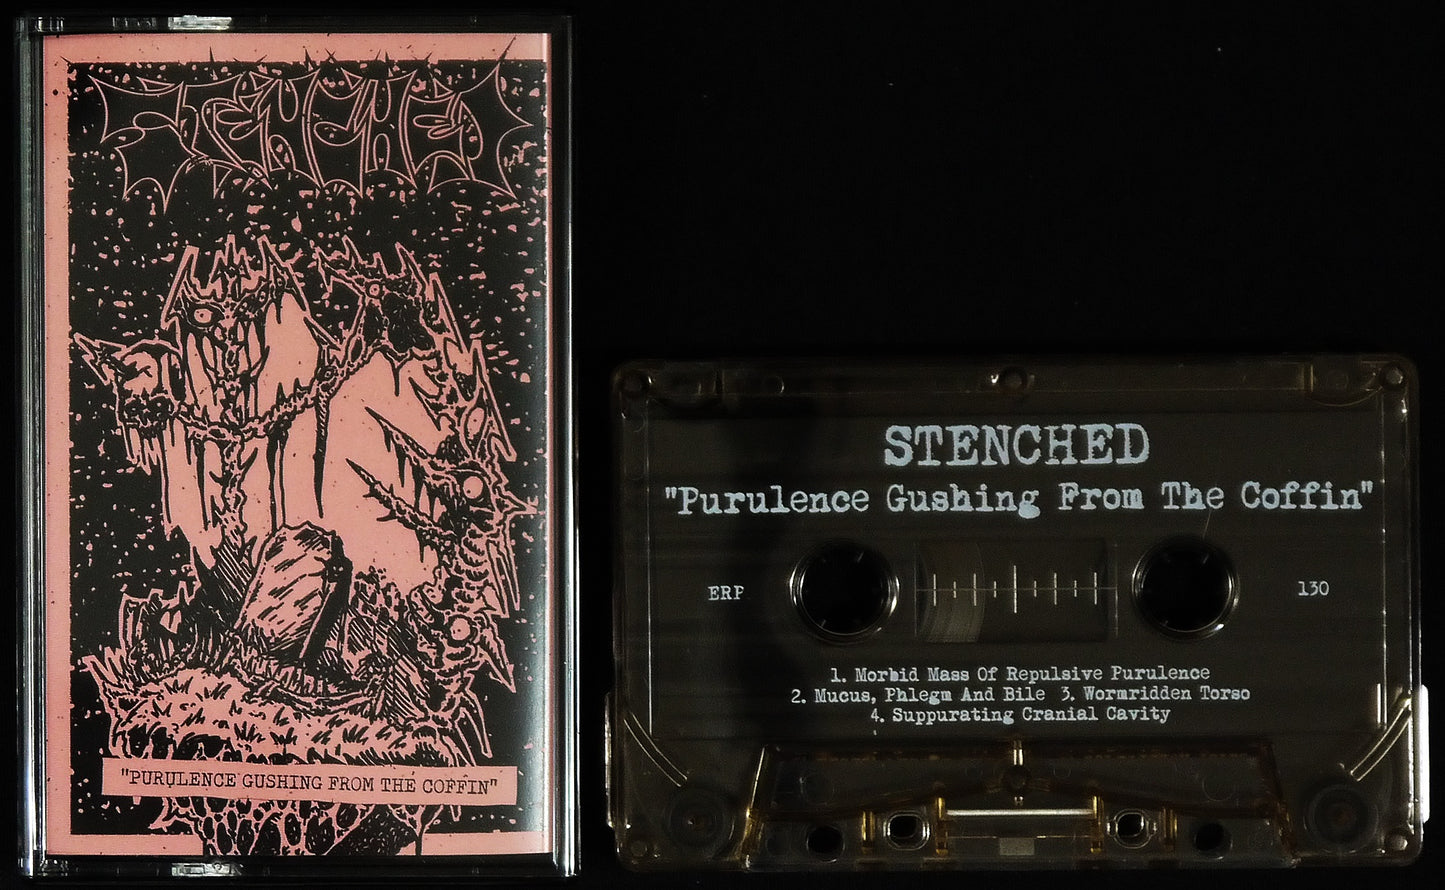 STENCHED
"PURULENCE GUSHING FROM THE COFFIN"
STENCHED
"Purulence Gushing From The Coffin"
ERP
130
1. Morbid Mass Of Repulsive Purulence
2. Mucus, Phlegm And Bile 3. Wormridden Torso
4. Suppurating Cranial Cavity